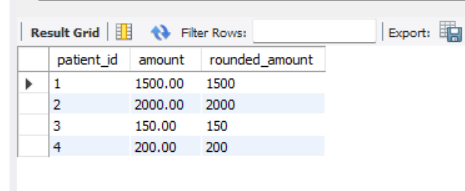 Result Grid Filter Rows: Export:
patient_id amount rounded_amount
1 1500.00 1500
2 2000.00 2000
3 150.00 150
4 200.00 200